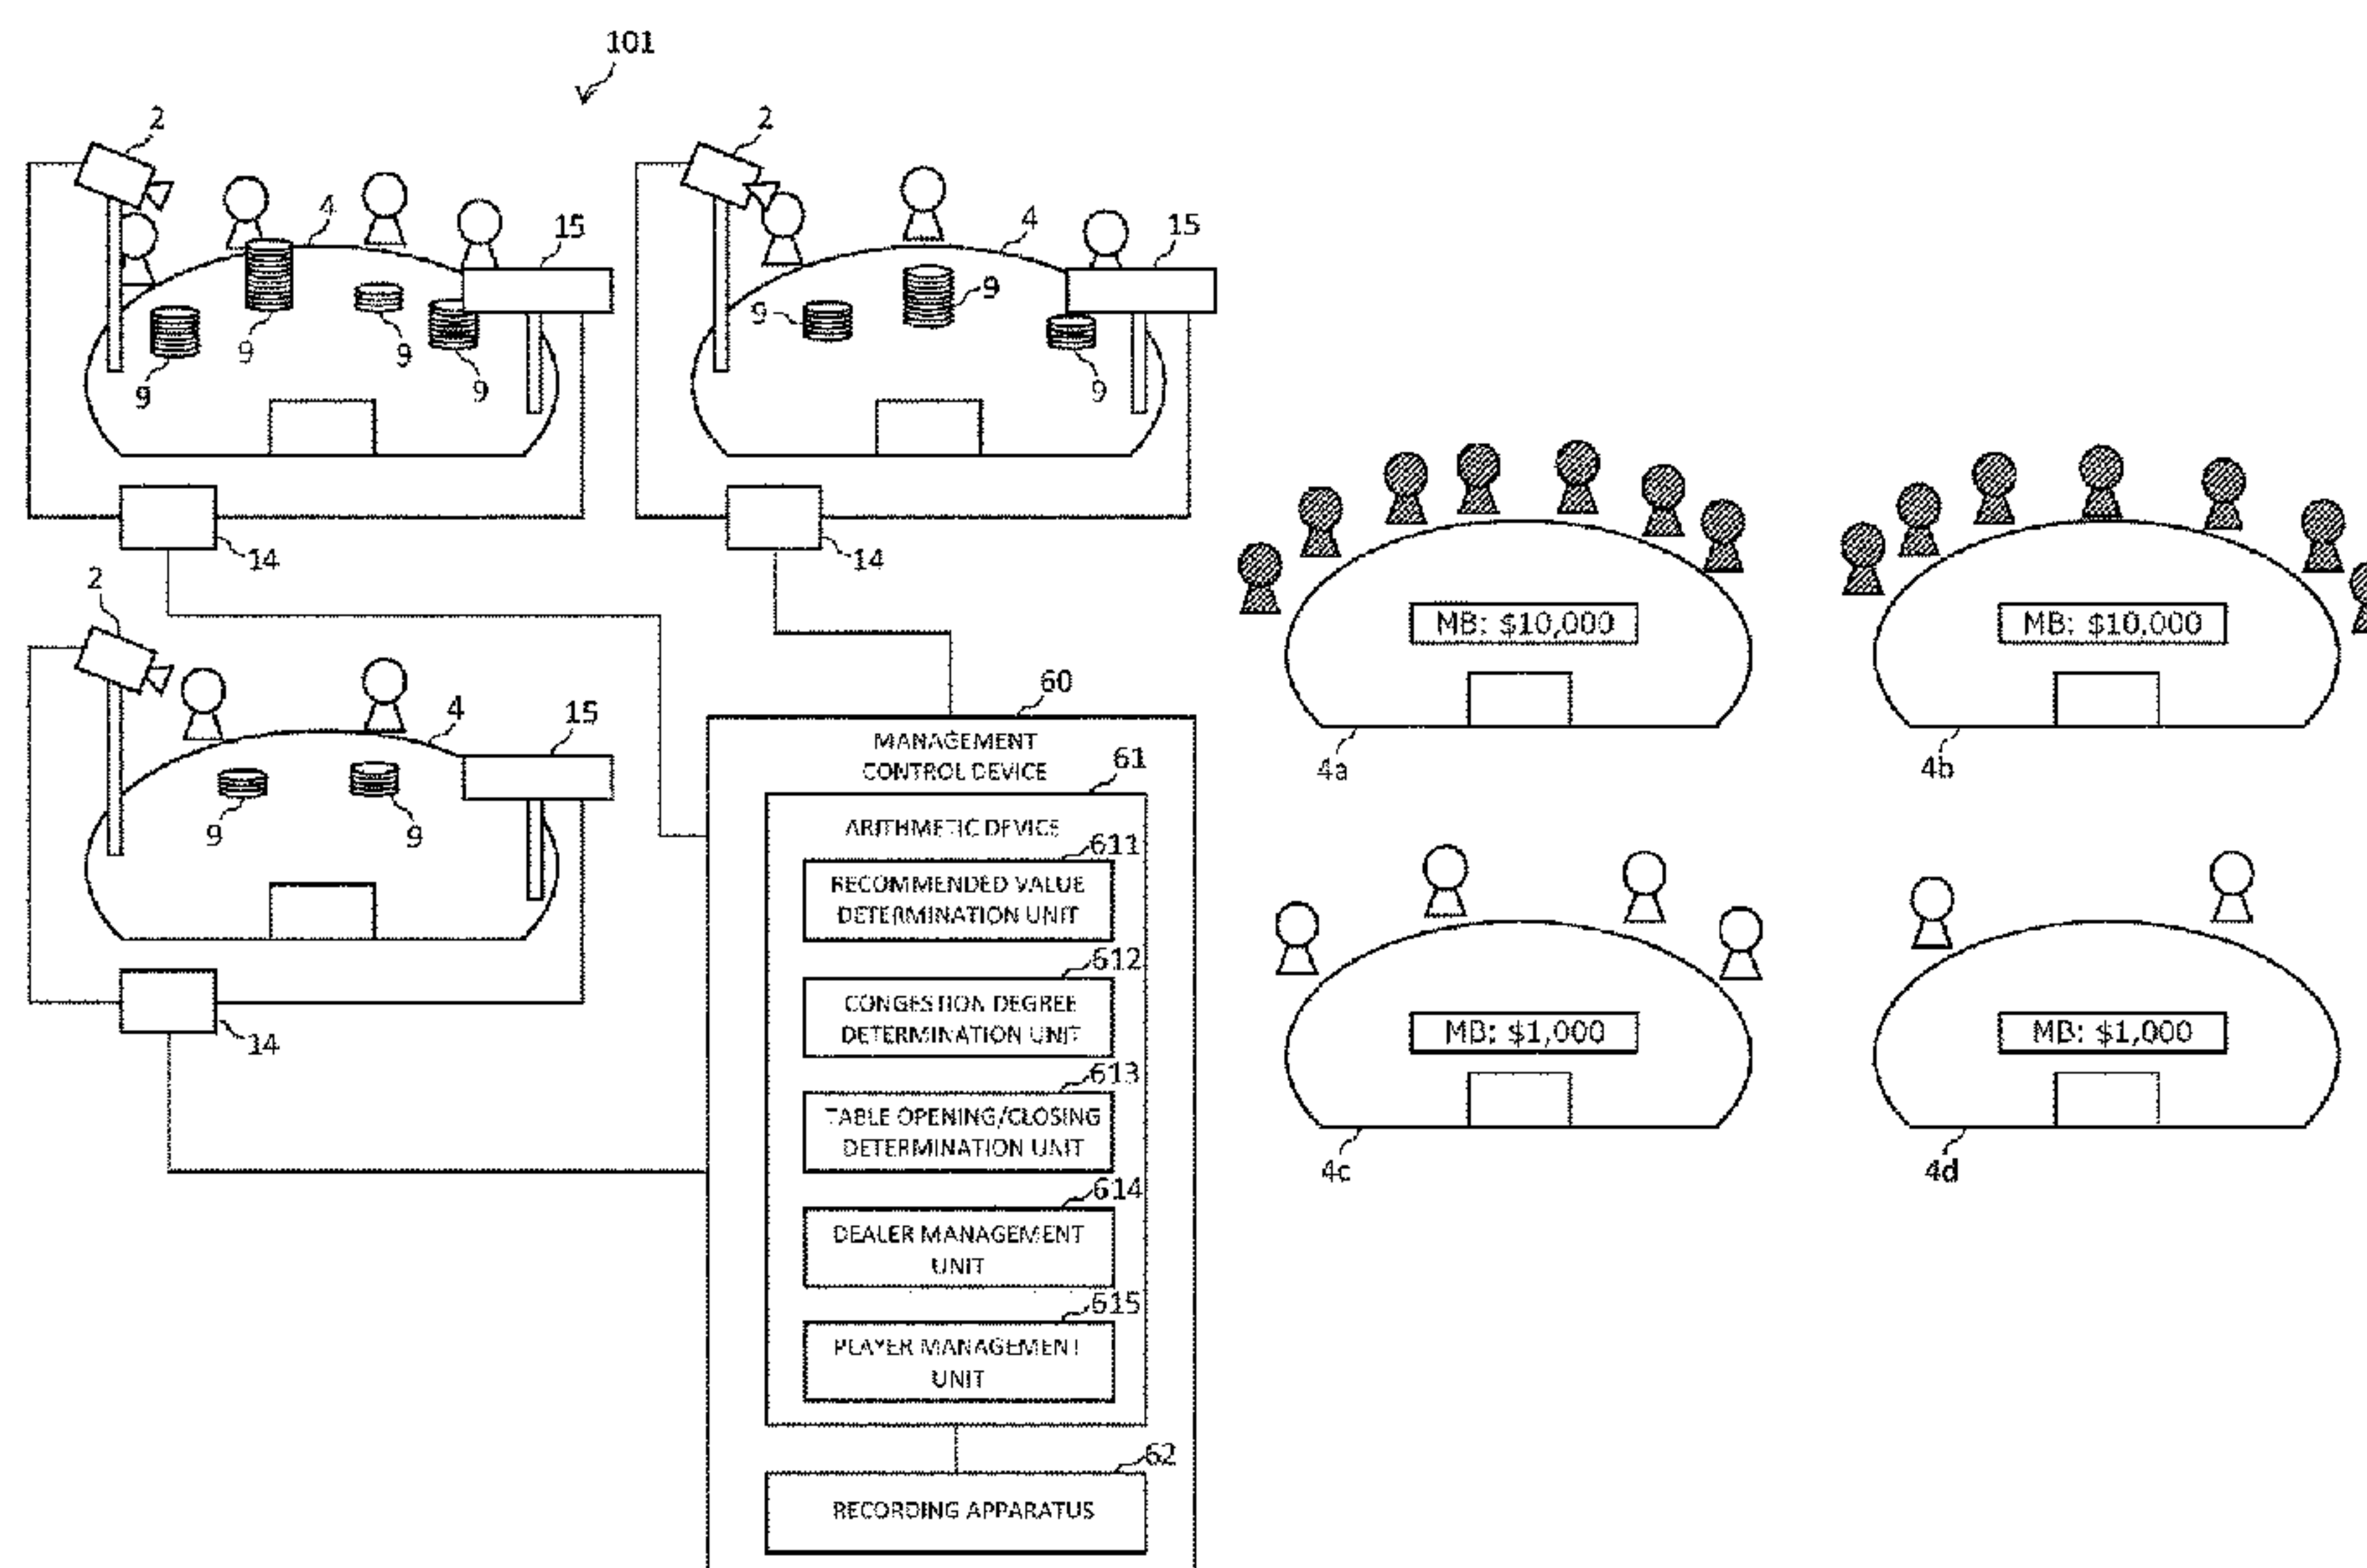 101
2
2
4
4
15
15
9
9
9
9
9
9
9
14
14
2
4
15
9
9
14
60
MANAGEMENT
CONTROL DEVICE
61
ARITHMETIC DEVICE
611
RECOMMENDED VALUE
DETERMINATION UNIT
612
CONGESTION DEGREE
DETERMINATION UNIT
613
TABLE OPENING/CLOSING
DETERMINATION UNIT
614
DEALER MANAGEMENT
UNIT
615
PLAYER MANAGEMENT
UNIT
62
RECORDING APPARATUS
MB: $10,000
4a
MB: $10,000
4b
MB: $1,000
4c
MB: $1,000
4d